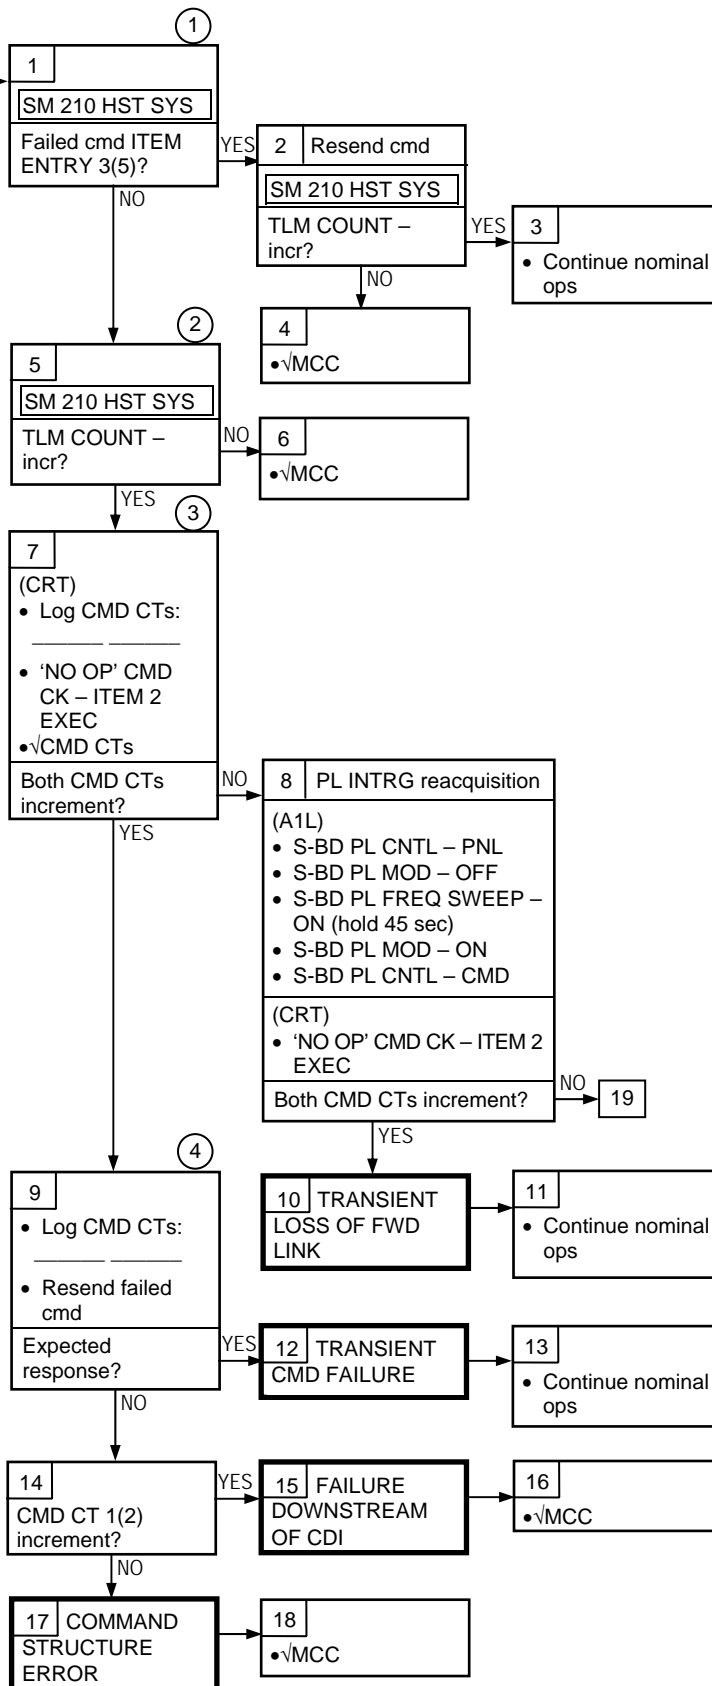 1
1
SM 210 HST SYS
Failed cmd ITEM
ENTRY 3(5)?
YES
NO
2 Resend cmd
SM 210 HST SYS
TLM COUNT –
incr?
YES
NO
3
• Continue nominal
ops
4
•√MCC
2
5
SM 210 HST SYS
TLM COUNT –
incr?
NO
YES
6
•√MCC
3
7
(CRT)
• Log CMD CTs:
______ ______
• ‘NO OP’ CMD
CK – ITEM 2
EXEC
•√CMD CTs
Both CMD CTs
increment?
NO
YES
8 PL INTRG reacquisition
(A1L)
• S-BD PL CNTL – PNL
• S-BD PL MOD – OFF
• S-BD PL FREQ SWEEP –
ON (hold 45 sec)
• S-BD PL MOD – ON
• S-BD PL CNTL – CMD
(CRT)
• ‘NO OP’ CMD CK – ITEM 2
EXEC
Both CMD CTs increment?
NO
19
YES
4
9
• Log CMD CTs:
______ ______
• Resend failed
cmd
Expected
response?
YES
NO
10 TRANSIENT
LOSS OF FWD
LINK
11
• Continue nominal
ops
12 TRANSIENT
CMD FAILURE
13
• Continue nominal
ops
14
CMD CT 1(2)
increment?
YES
NO
15 FAILURE
DOWNSTREAM
OF CDI
16
•√MCC
17 COMMAND
STRUCTURE
ERROR
18
•√MCC